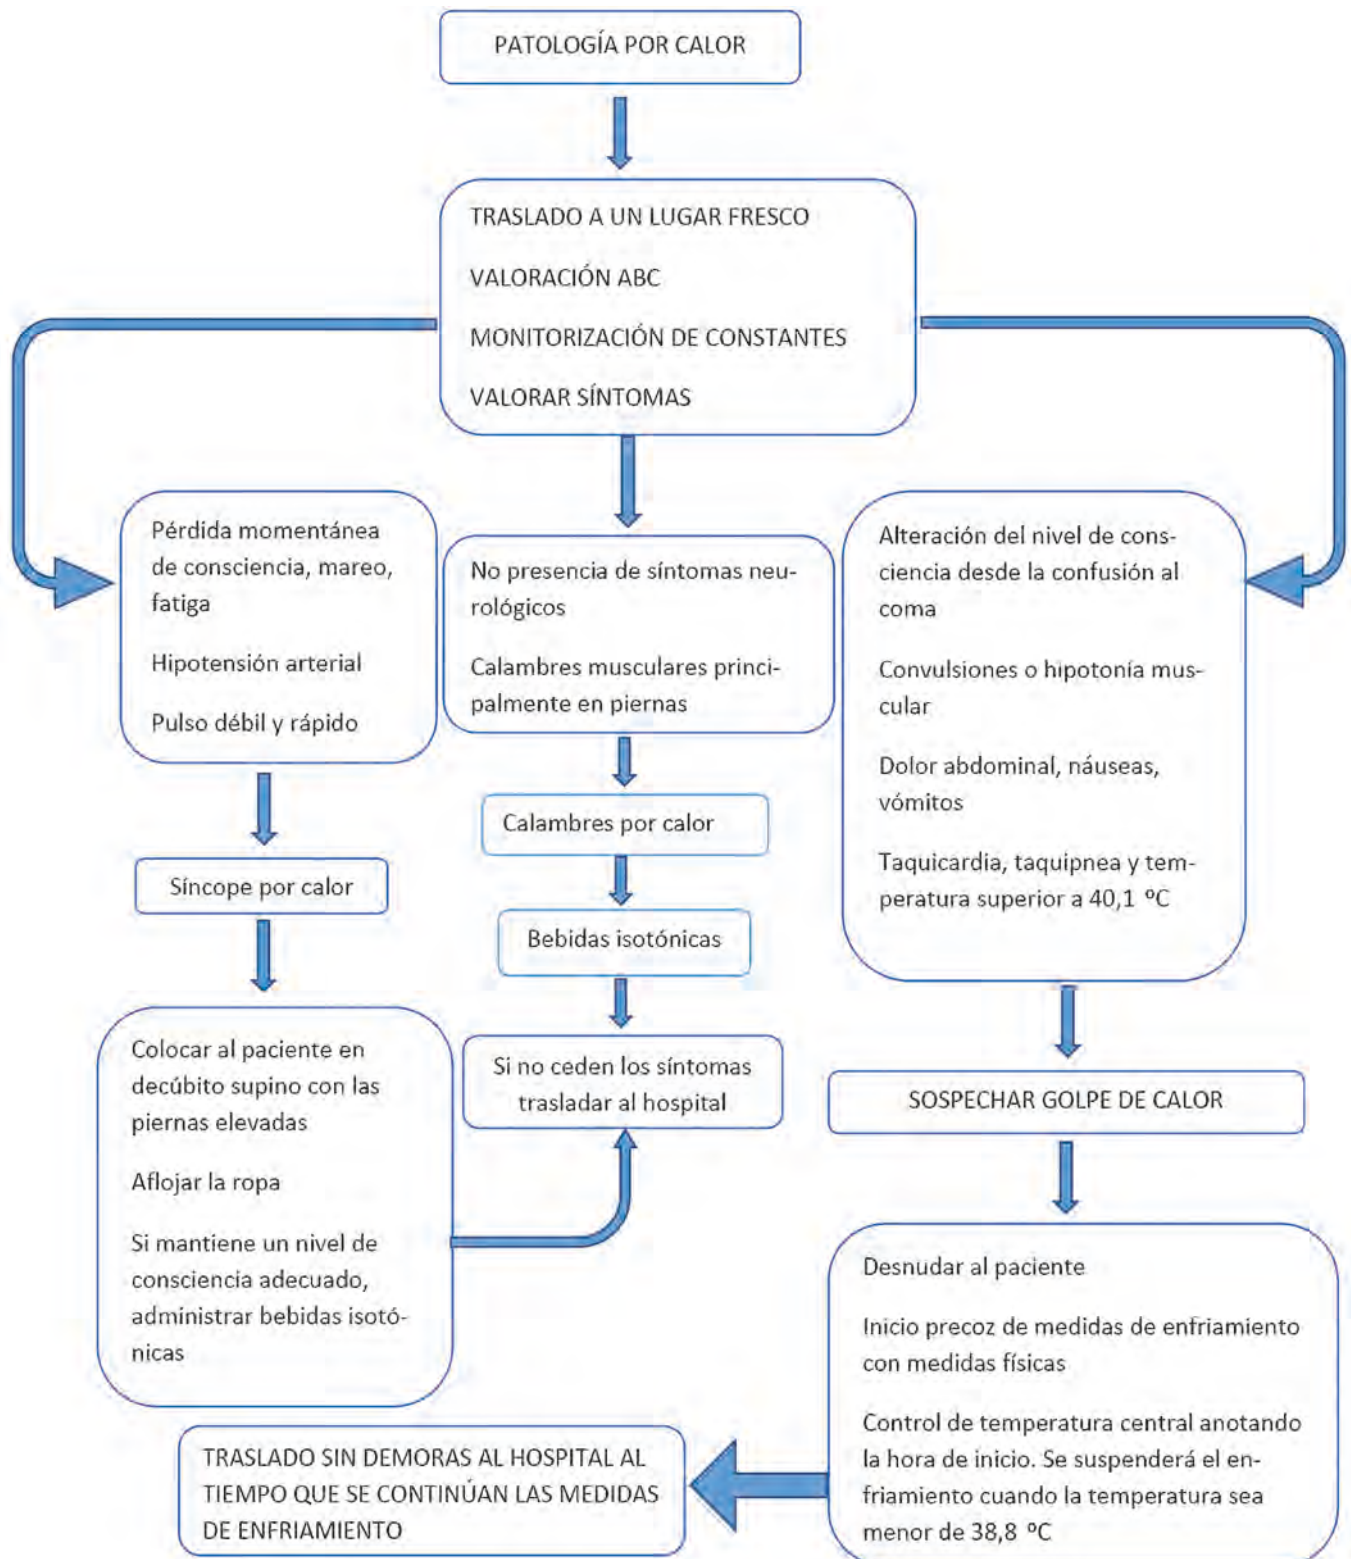 PATOLOGÍA POR CALOR
TRASLADO A UN LUGAR FRESCO
VALORACIÓN ABC
MONITORIZACIÓN DE CONSTANTES
VALORAR SÍNTOMAS
Pérdida momentánea
de consciencia, mareo,
fatiga
Hipotensión arterial
Pulso débil y rápido
Síncope por calor
Colocar al paciente en
decúbito supino con las
piernas elevadas
Aflojar la ropa
Si mantiene un nivel de
consciencia adecuado,
administrar bebidas isotó-
nicas
No presencia de síntomas neu-
rológicos
Calambres musculares princi-
palmente en piernas
Calambres por calor
Bebidas isotónicas
Si no ceden los síntomas
trasladar al hospital
Alteración del nivel de cons-
ciencia desde la confusión al
coma
Convulsiones o hipotonía mus-
cular
Dolor abdominal, náuseas,
vómitos
Taquicardia, taquipnea y tem-
peratura superior a 40,1 ºC
SOSPECHAR GOLPE DE CALOR
Desnudar al paciente
Inicio precoz de medidas de enfriamiento
con medidas físicas
Control de temperatura central anotando
la hora de inicio. Se suspenderá el en-
friamiento cuando la temperatura sea
menor de 38,8 ºC
TRASLADO SIN DEMORAS AL HOSPITAL AL
TIEMPO QUE SE CONTINÚAN LAS MEDIDAS
DE ENFRIAMIENTO